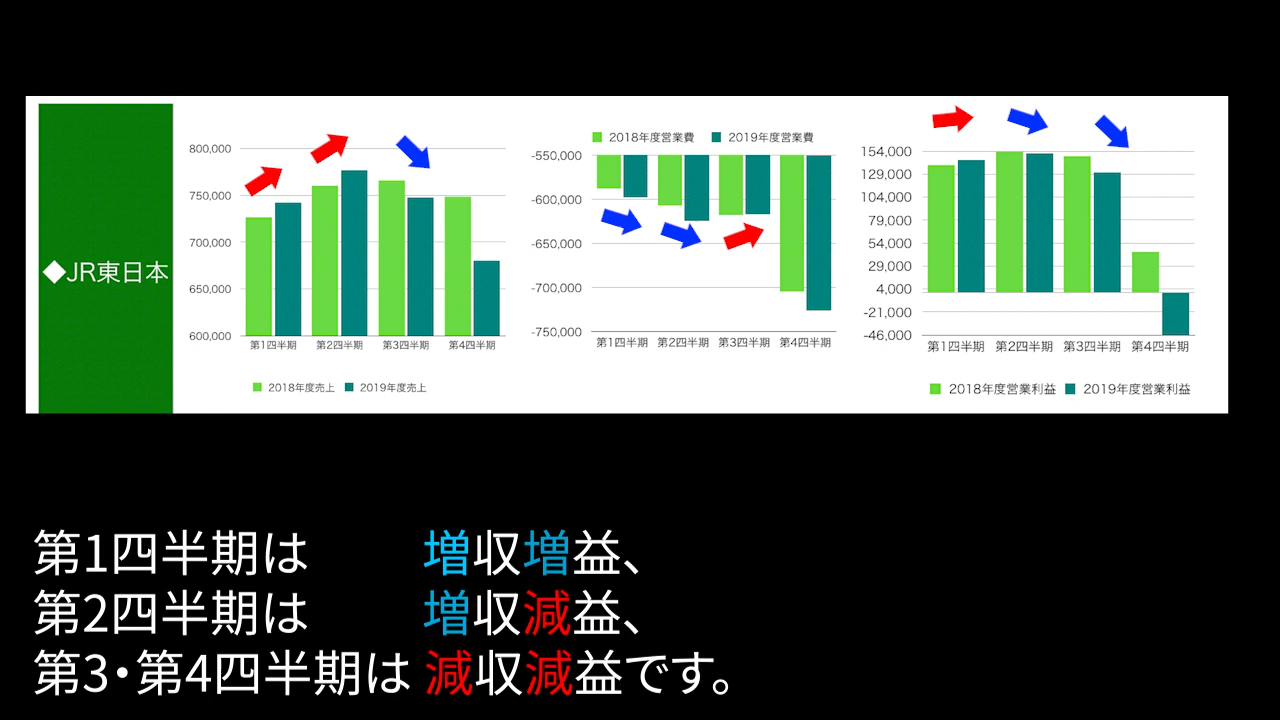 ◆JR東日本
800,000
750,000
700,000
650,000
600,000
第1四半期 第2四半期 第3四半期 第4四半期
2018年度売上 2019年度売上
2018年度営業費 2019年度営業費
-550,000
-600,000
-650,000
-700,000
-750,000
第1四半期 第2四半期 第3四半期 第4四半期
154,000
129,000
104,000
79,000
54,000
29,000
4,000
-21,000
-46,000
第1四半期 第2四半期 第3四半期 第4四半期
2018年度営業利益 2019年度営業利益
第1四半期は 増収増益、
第2四半期は 増収減益、
第3・第4四半期は 減収減益です。